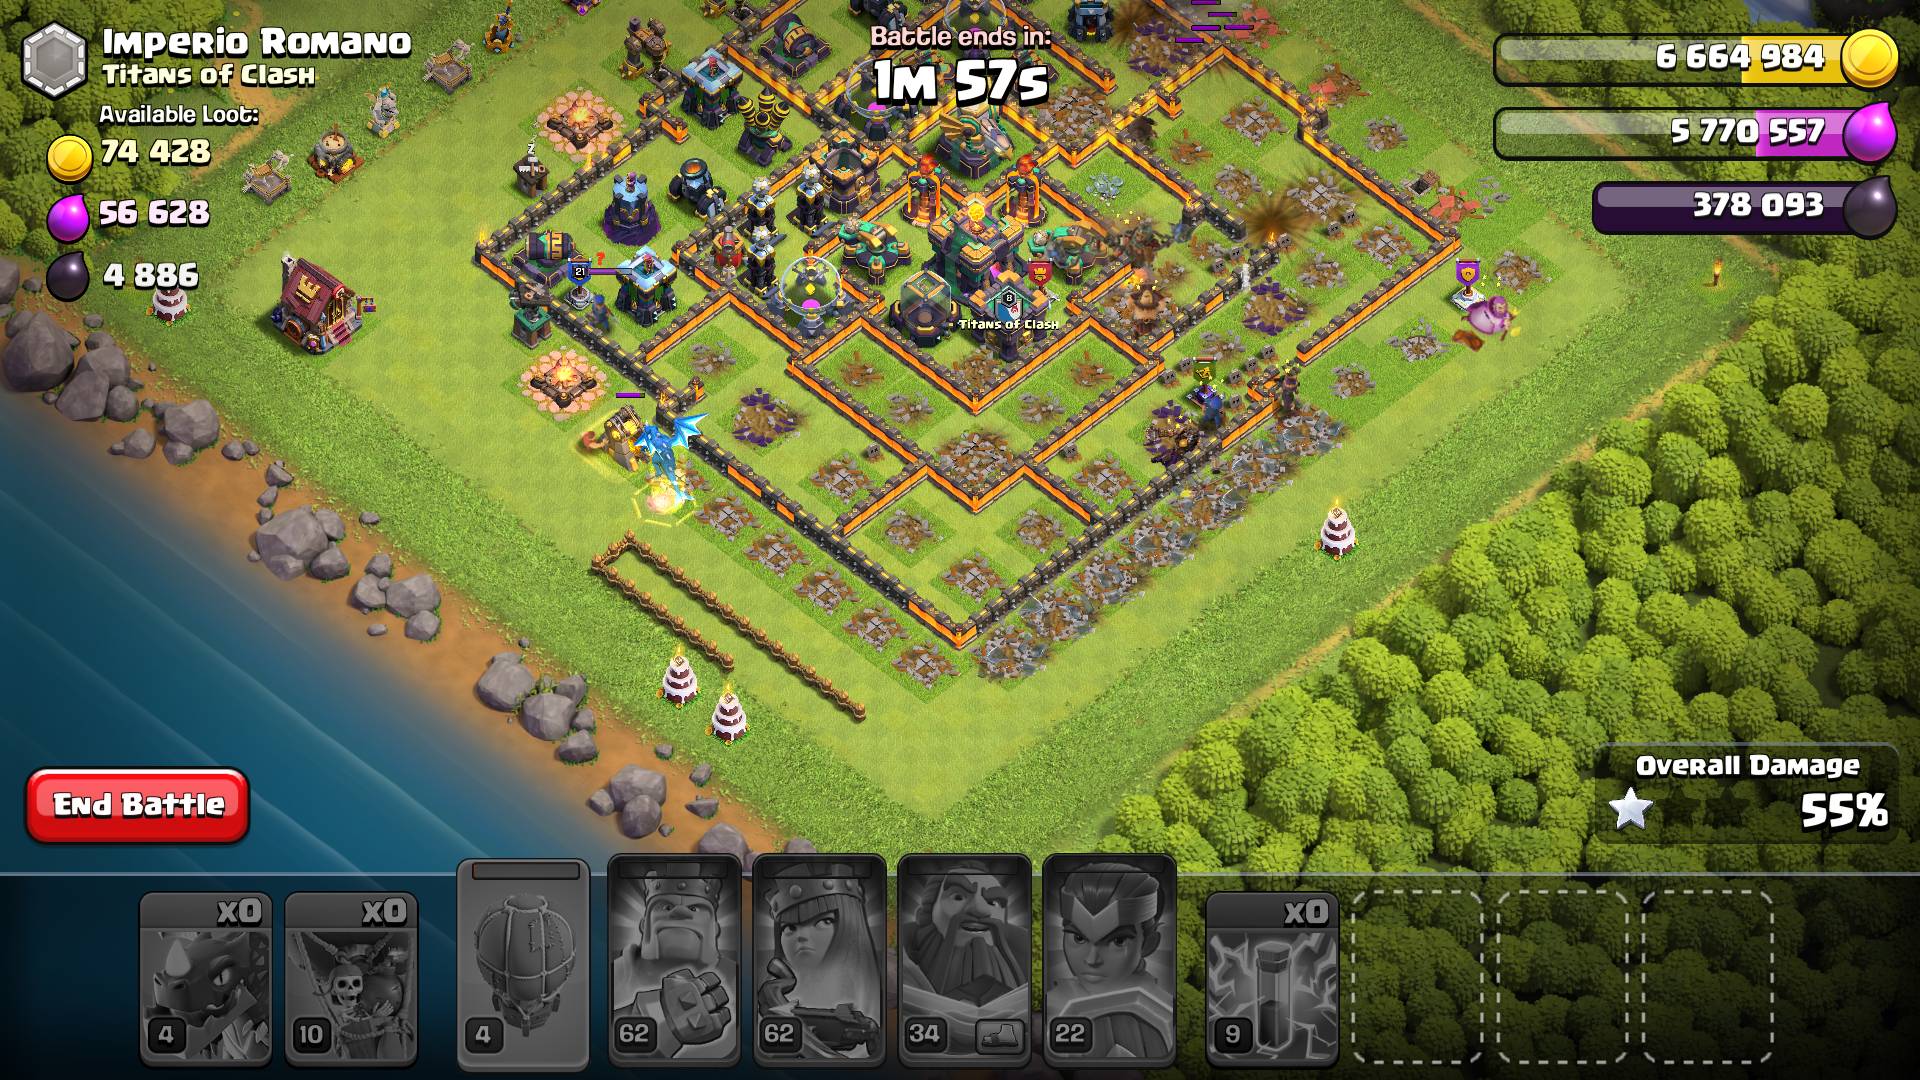 Imperio Romano
Titans of Clash
Available Loot:
74 428
56 628
4 886
Battle ends in:
1M 57S
6 664 984
5 770 557
378 093
z
21
?
8
Titans of Clash
End Battle
Overall Damage
55%
x0
4
x0
10
4
62
62
34
22
x0
9